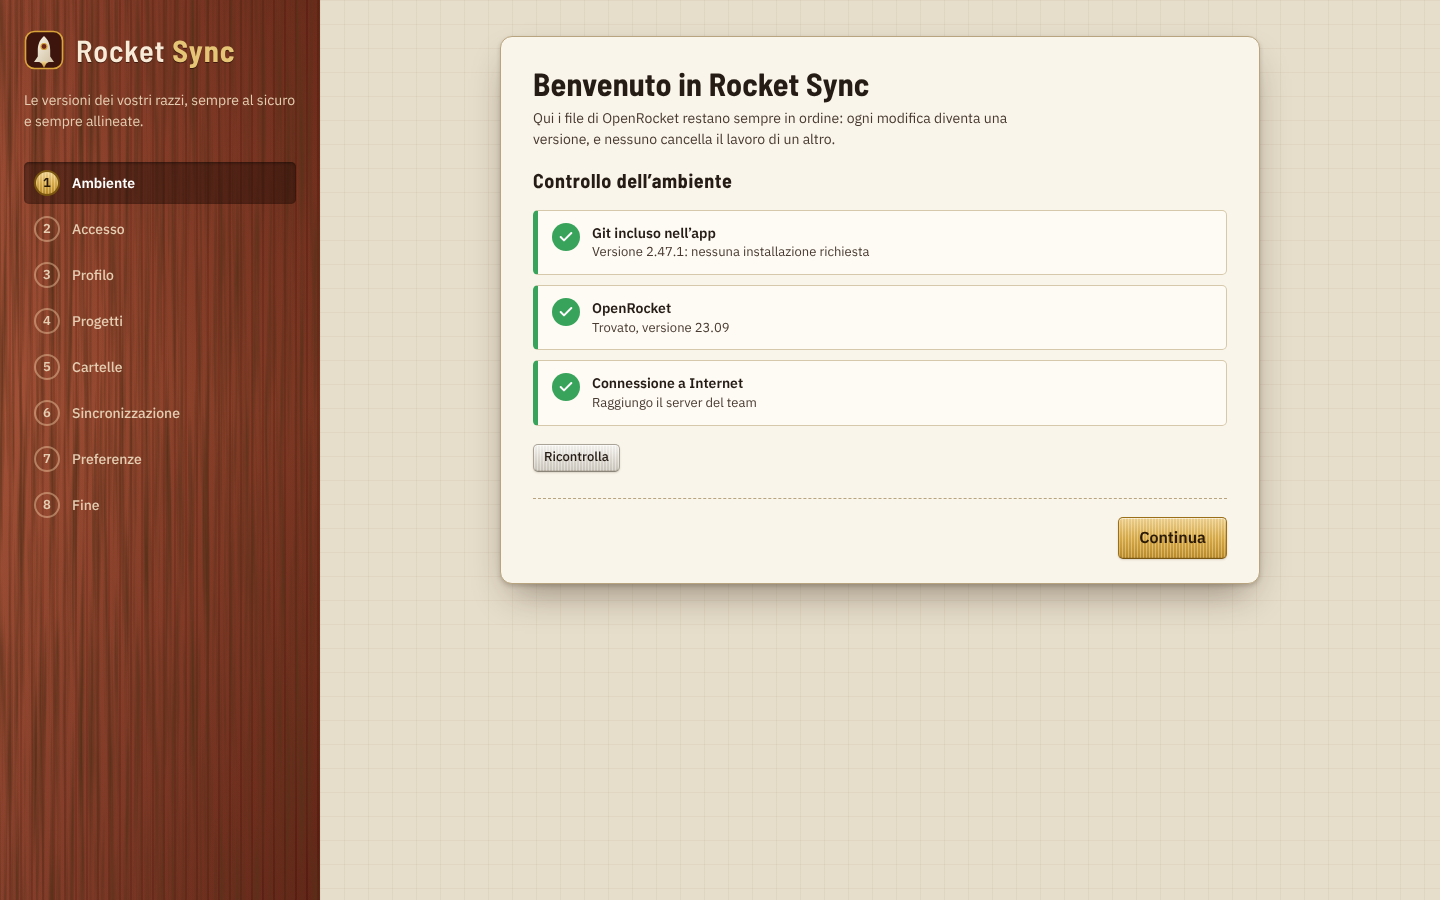 Rocket Sync
Le versioni dei vostri razzi, sempre al sicuro
e sempre allineate.
1 Ambiente
2 Accesso
3 Profilo
4 Progetti
5 Cartelle
6 Sincronizzazione
7 Preferenze
8 Fine
Benvenuto in Rocket Sync
Qui i file di OpenRocket restano sempre in ordine: ogni modifica diventa una
versione, e nessuno cancella il lavoro di un altro.
Controllo dell’ambiente
Git incluso nell’app
Versione 2.47.1: nessuna installazione richiesta
OpenRocket
Trovato, versione 23.09
Connessione a Internet
Raggiungo il server del team
Ricontrolla
Continua